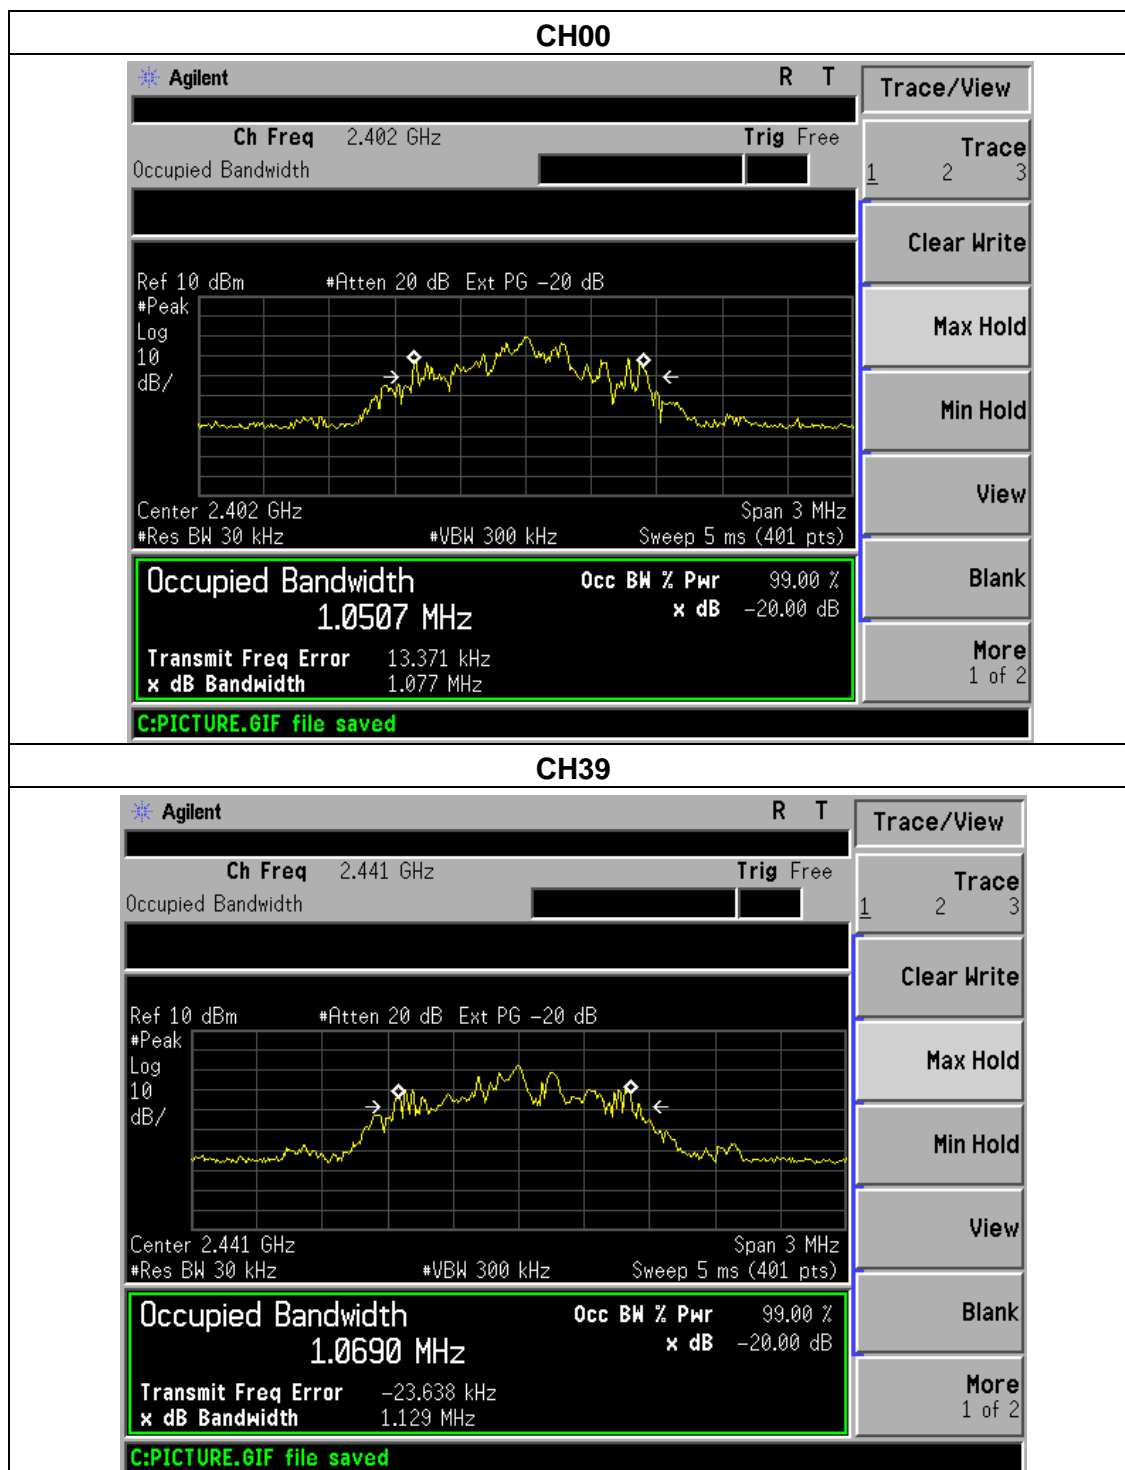 CH00
Agilent R T
Trace/View
Ch Freq 2.402 GHz Trig Free
Occupied Bandwidth
Trace
1 2 3
Clear Write
Ref 10 dBm #Atten 20 dB Ext PG -20 dB
#Peak
Log
10
dB/
Max Hold
Min Hold
View
Center 2.402 GHz Span 3 MHz
#Res BW 30 kHz #VBW 300 kHz Sweep 5 ms (401 pts)
Occupied Bandwidth Occ BW % Pwr 99.00 %
1.0507 MHz x dB -20.00 dB
Blank
Transmit Freq Error 13.371 kHz
x dB Bandwidth 1.077 MHz
More
1 of 2
C:PICTURE.GIF file saved
CH39
Agilent R T
Trace/View
Ch Freq 2.441 GHz Trig Free
Occupied Bandwidth
Trace
1 2 3
Clear Write
Ref 10 dBm #Atten 20 dB Ext PG -20 dB
#Peak
Log
10
dB/
Max Hold
Min Hold
View
Center 2.441 GHz Span 3 MHz
#Res BW 30 kHz #VBW 300 kHz Sweep 5 ms (401 pts)
Occupied Bandwidth Occ BW % Pwr 99.00 %
1.0690 MHz x dB -20.00 dB
Blank
Transmit Freq Error -23.638 kHz
x dB Bandwidth 1.129 MHz
More
1 of 2
C:PICTURE.GIF file saved